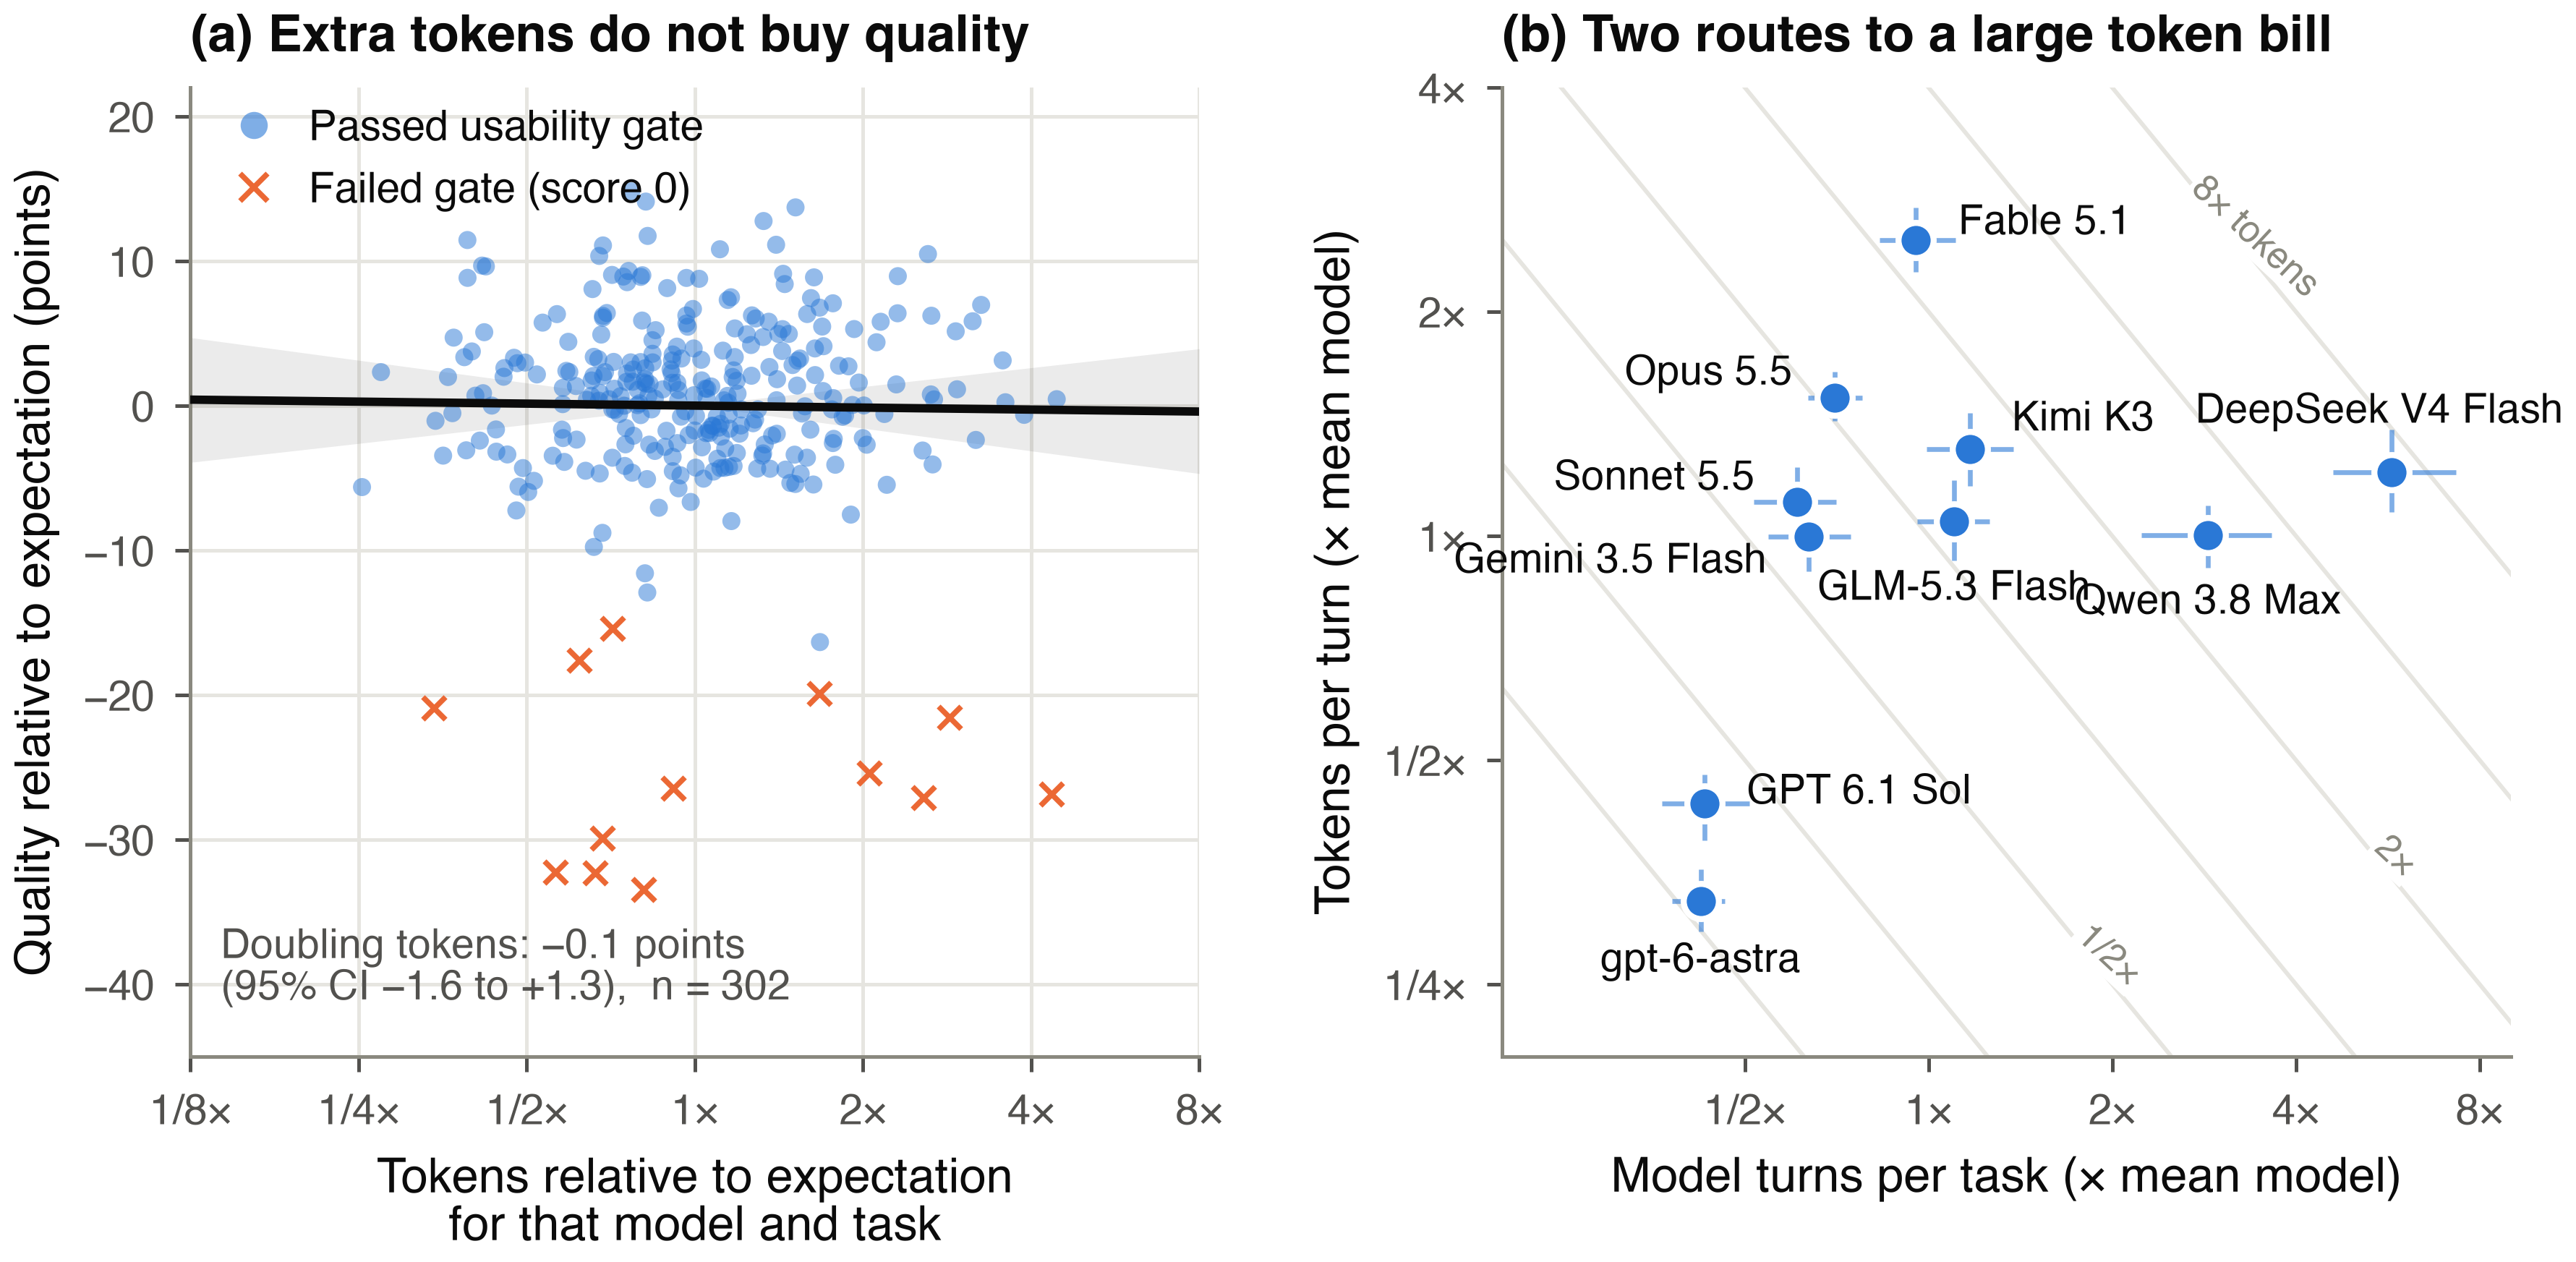 (a) Extra tokens do not buy quality
20
10
0
−10
−20
−30
−40
Quality relative to expectation (points)
Passed usability gate
Failed gate (score 0)
Doubling tokens: −0.1 points
(95% CI −1.6 to +1.3), n = 302
1/8× 1/4× 1/2× 1× 2× 4× 8×
Tokens relative to expectation
for that model and task
(b) Two routes to a large token bill
4×
2×
1×
1/2×
1/4×
Tokens per turn (× mean model)
8× tokens
Fable 5.1
Opus 5.5
Kimi K3
DeepSeek V4 Flash
Sonnet 5.5
Gemini 3.5 Flash
GLM-5.3 Flash
Qwen 3.8 Max
GPT 6.1 Sol
2×
1/2×
gpt-6-astra
1/2× 1× 2× 4× 8×
Model turns per task (× mean model)